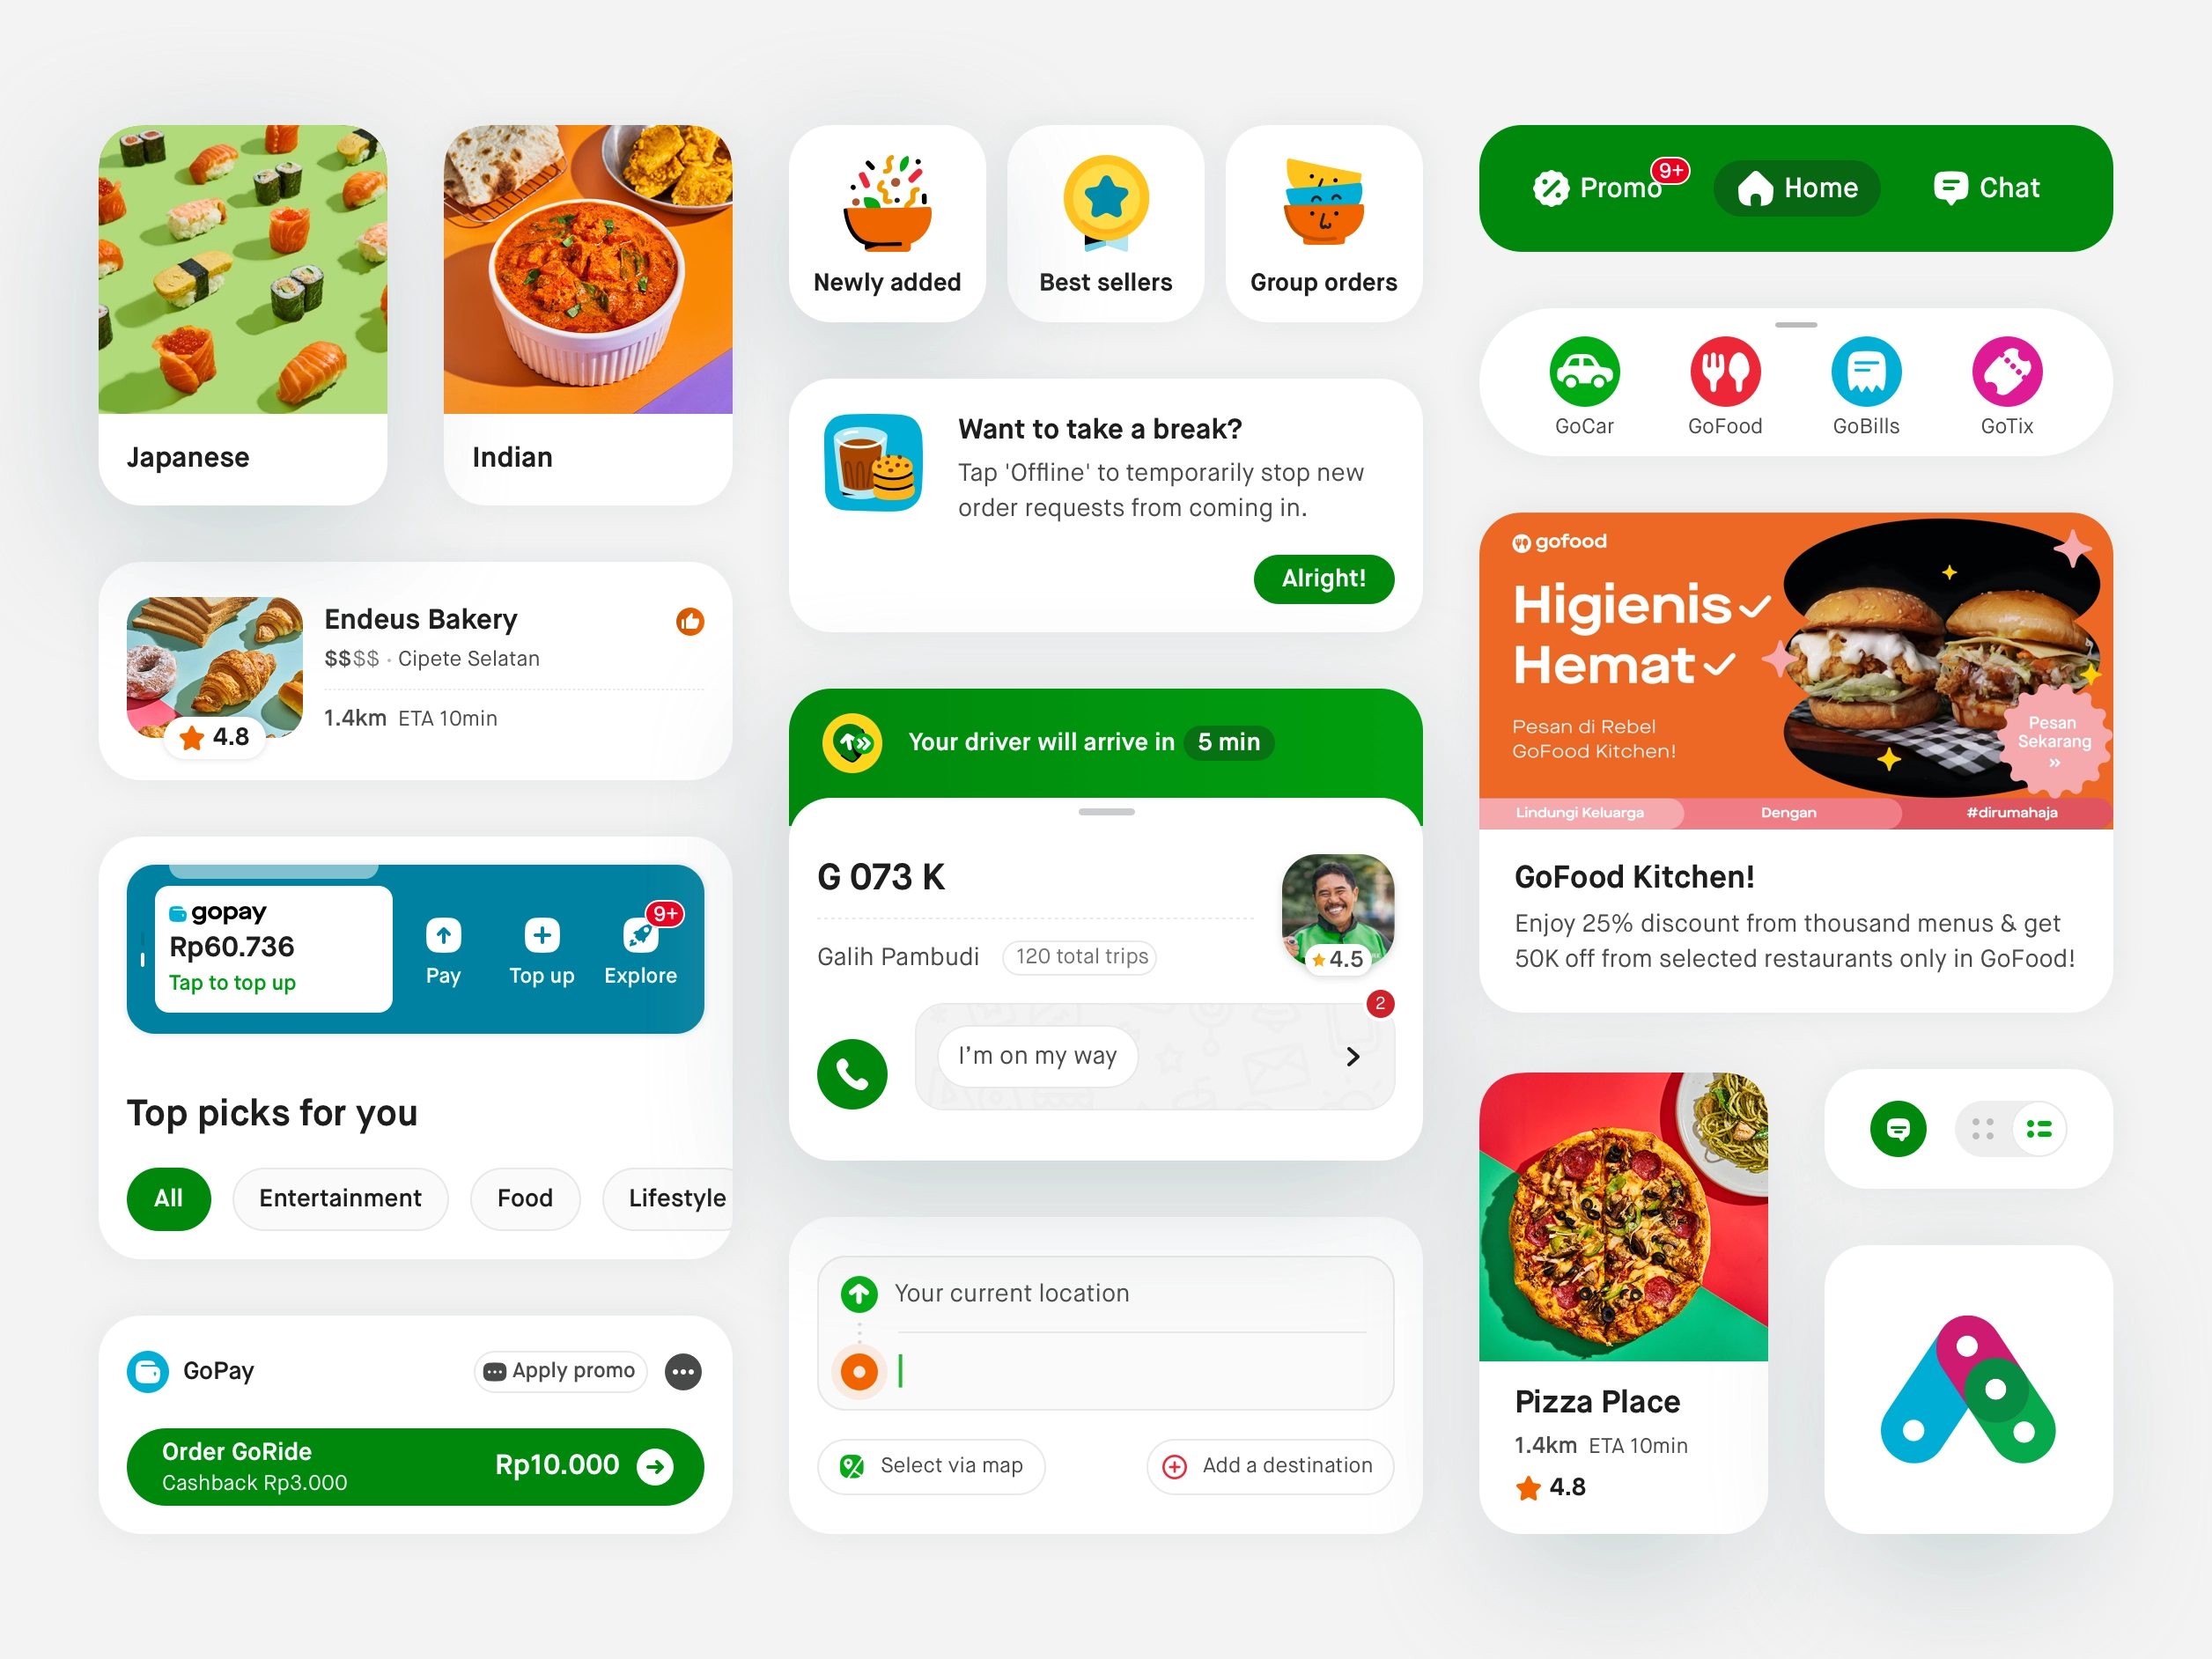 Japanese
Indian
Endeus Bakery
$$$$ · Cipete Selatan
1.4km ETA 10min
4.8
gopay
Rp60.736
Tap to top up
Pay
Top up
Explore
9+
Top picks for you
All
Entertainment
Food
Lifestyle
GoPay
Apply promo
Order GoRide
Cashback Rp3.000
Rp10.000
Newly added
Best sellers
Group orders
Want to take a break?
Tap 'Offline' to temporarily stop new
order requests from coming in.
Alright!
Your driver will arrive in 5 min
G 073 K
Galih Pambudi
120 total trips
4.5
2
I’m on my way
Your current location
Select via map
Add a destination
Promo
9+
Home
Chat
GoCar
GoFood
GoBills
GoTix
gofood
Higienis
Hemat
Pesan di Rebel
GoFood Kitchen!
Pesan
Sekarang
»
Lindungi Keluarga
Dengan
#dirumahaja
GoFood Kitchen!
Enjoy 25% discount from thousand menus & get
50K off from selected restaurants only in GoFood!
Pizza Place
1.4km ETA 10min
4.8